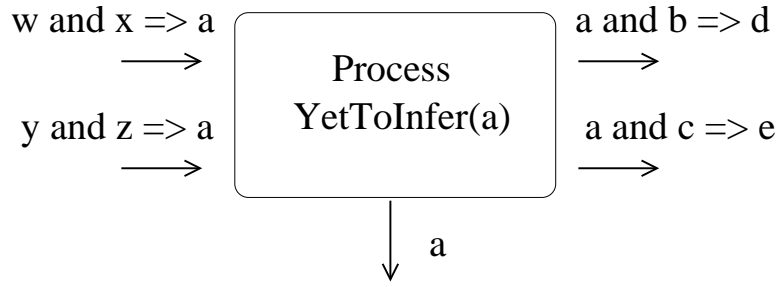 w and x => a
a and b => d
Process
YetToInfer(a)
y and z => a
a and c => e
a